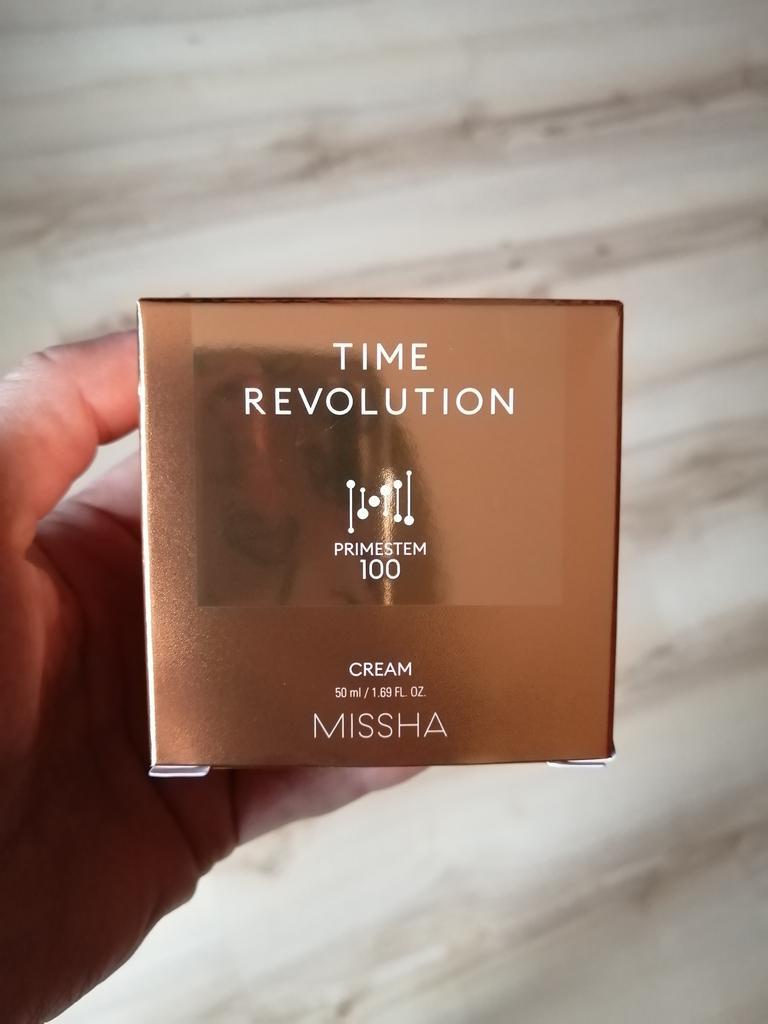 TIME
REVOLUTION
PRIMESTEM
100
CREAM
50 ml / 1.69 FL. OZ.
MISSHA